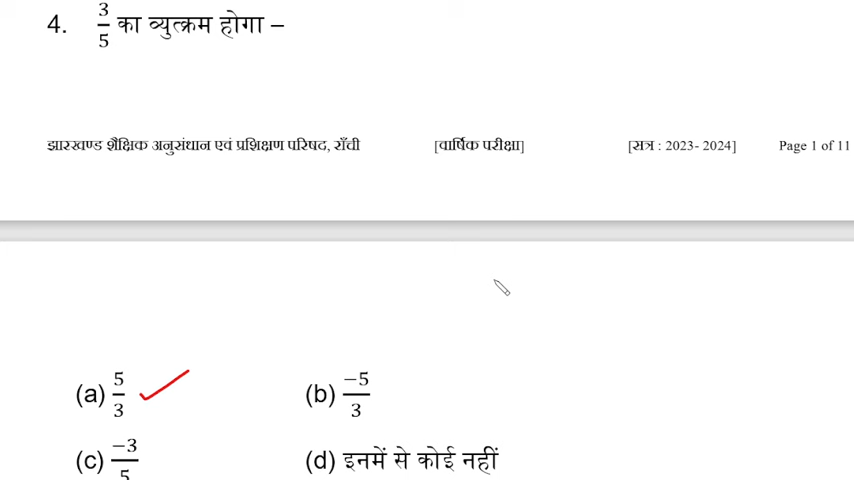 4. 3/5 का व्युत्क्रम होगा –
झारखण्ड शैक्षिक अनुसंधान एवं प्रशिक्षण परिषद, राँची [वार्षिक परीक्षा] [सत्र : 2023- 2024] Page 1 of 11
(a) 5/3 (b) −5/3
(c) −3/5 (d) इनमें से कोई नहीं